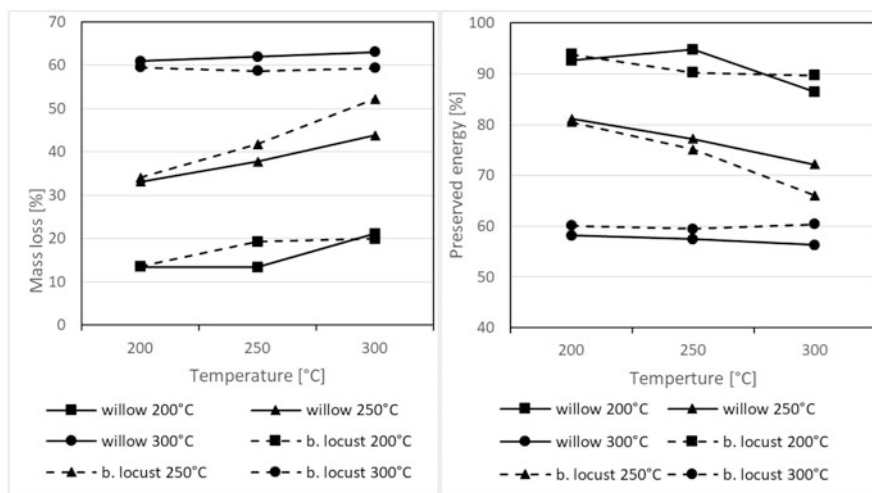 Mass loss [%]
70
60
50
40
30
20
10
0
200 250 300
Temperature [°C]
willow 200°C willow 250°C
willow 300°C b. locust 200°C
b. locust 250°C b. locust 300°C
Preserved energy [%]
100
90
80
70
60
50
40
200 250 300
Temperture [°C]
willow 200°C willow 250°C
willow 300°C b. locust 200°C
b. locust 250°C b. locust 300°C